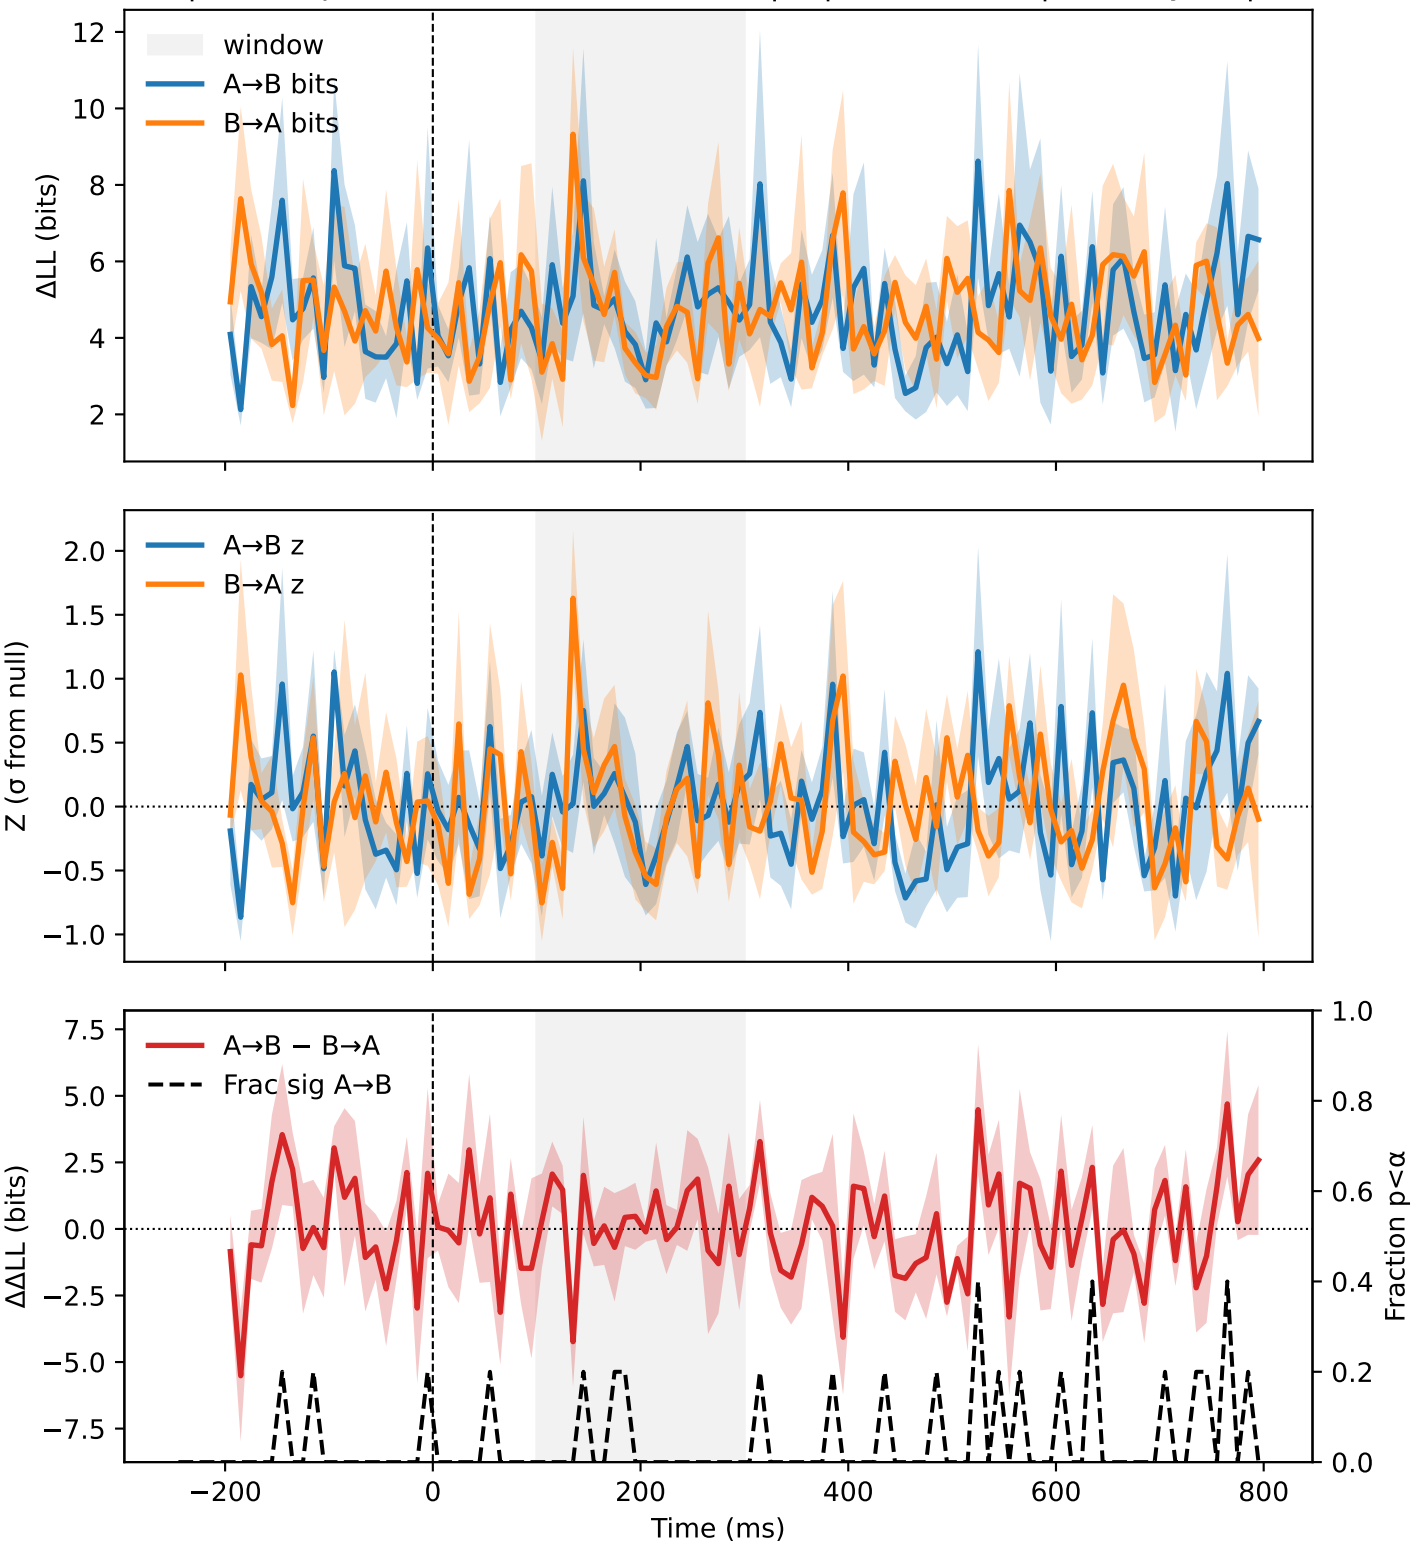 12
10
8
6
4
2
ΔLL (bits)
window
A→B bits
B→A bits
2.0
1.5
1.0
0.5
0.0
−0.5
−1.0
Z (σ from null)
A→B z
B→A z
7.5
5.0
2.5
0.0
−2.5
−5.0
−7.5
ΔΔLL (bits)
A→B − B→A
Frac sig A→B
1.0
0.8
0.6
0.4
0.2
0.0
Fraction p<α
−200
0
200
400
600
800
Time (ms)